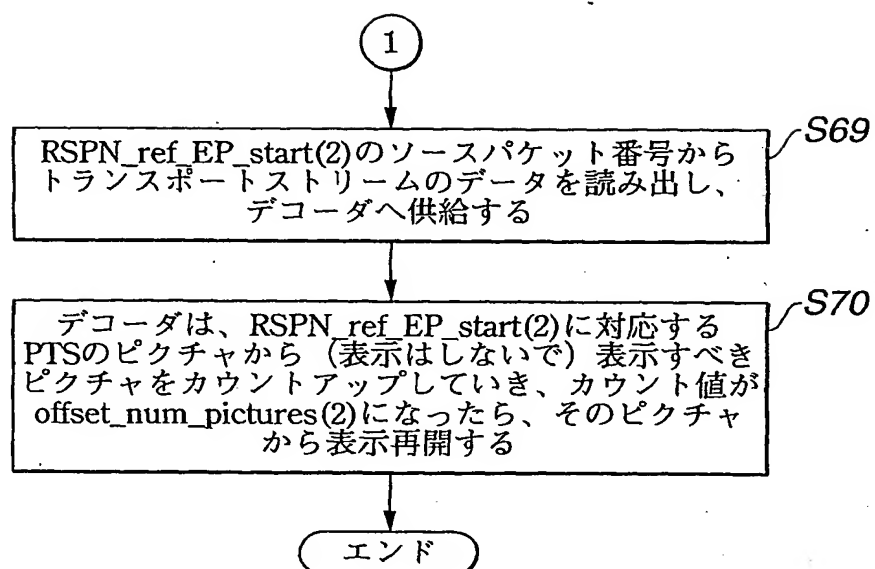 1
S69
RSPN_ref_EP_start(2)のソースパケット番号から
トランスポートストリームのデータを読み出し、
デコーダへ供給する
S70
デコーダは、RSPN_ref_EP_start(2)に対応する
PTSのピクチャから（表示はしないで）表示すべき
ピクチャをカウントアップしていき、カウント値が
offset_num_pictures(2)になったら、そのピクチャ
から表示再開する
エンド